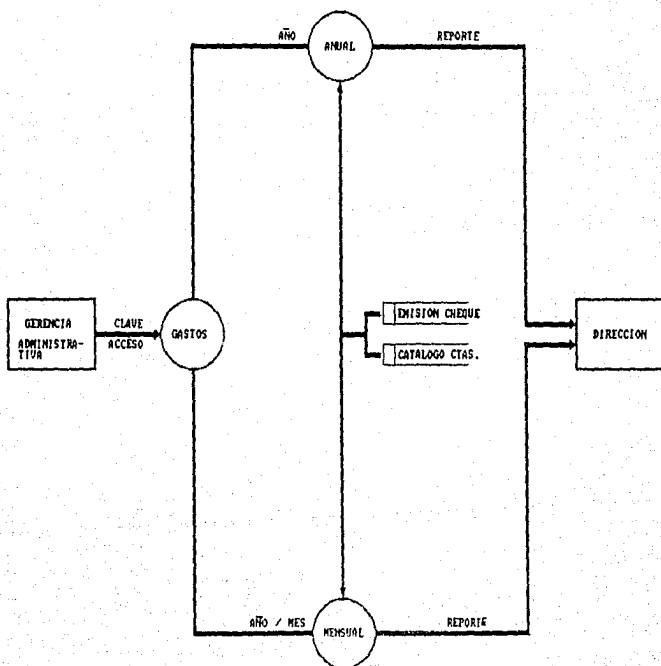 AÑO
ANUAL
REPORTE
GERENCIA
ADMINISTRA-
TIVA
CLAVE
ACCESO
GASTOS
EMISION CHEQUE
CATALOGO CTAS.
DIRECCION
AÑO / MES
MENSUAL
REPORTE